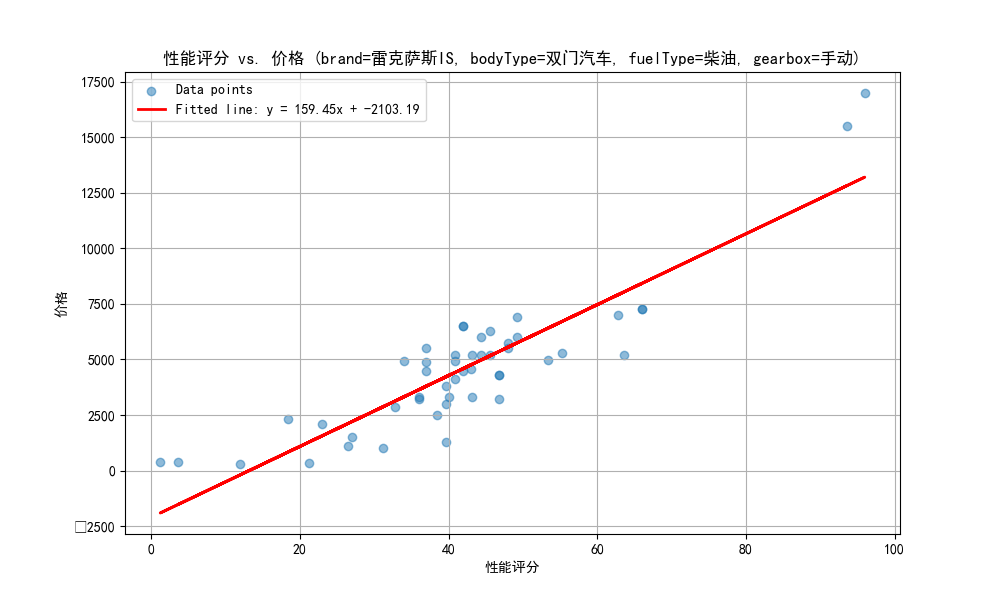 性能评分 vs. 价格 (brand=雷克萨斯IS, bodyType=双门汽车, fuelType=柴油, gearbox=手动)
Data points
Fitted line: y = 159.45x + -2103.19
17500
15000
12500
10000
7500
5000
2500
0
□2500
价格
0 20 40 60 80 100
性能评分